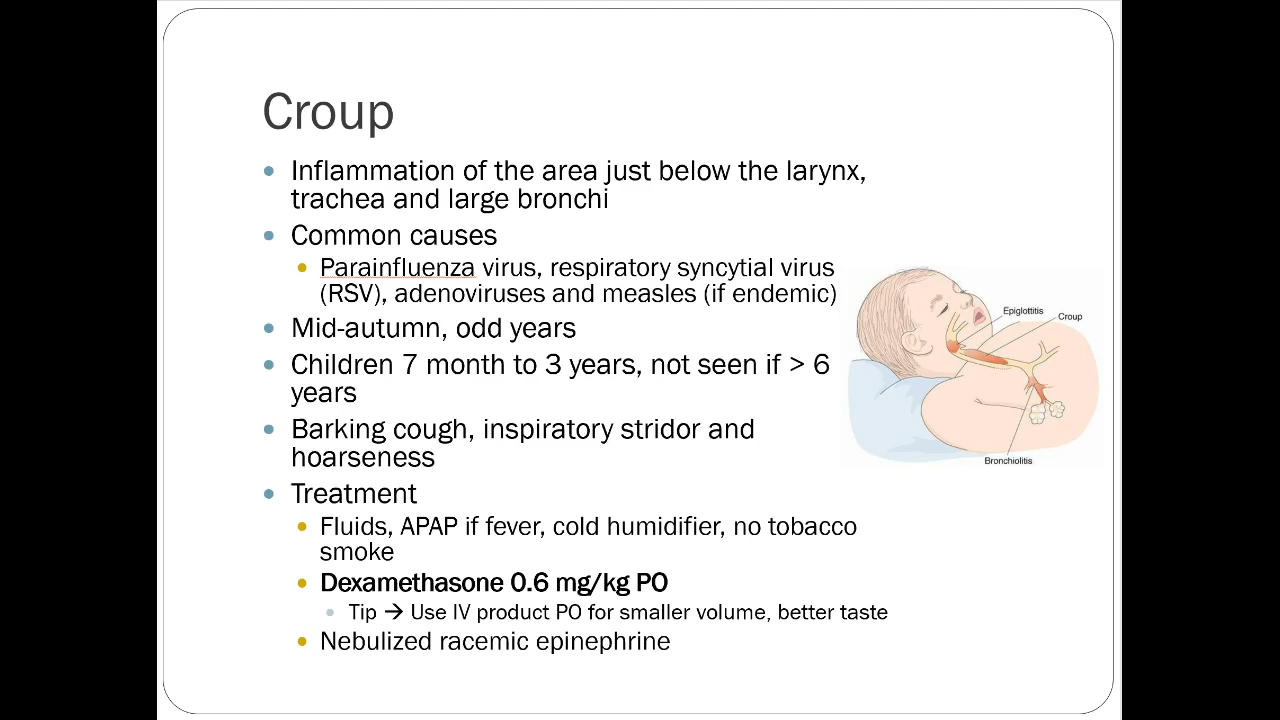 Croup
• Inflammation of the area just below the larynx,
trachea and large bronchi
• Common causes
• Parainfluenza virus, respiratory syncytial virus
(RSV), adenoviruses and measles (if endemic)
• Mid-autumn, odd years
• Children 7 month to 3 years, not seen if > 6
years
• Barking cough, inspiratory stridor and
hoarseness
• Treatment
• Fluids, APAP if fever, cold humidifier, no tobacco
smoke
• Dexamethasone 0.6 mg/kg PO
• Tip → Use IV product PO for smaller volume, better taste
• Nebulized racemic epinephrine
Epiglottitis
Croup
Bronchiolitis